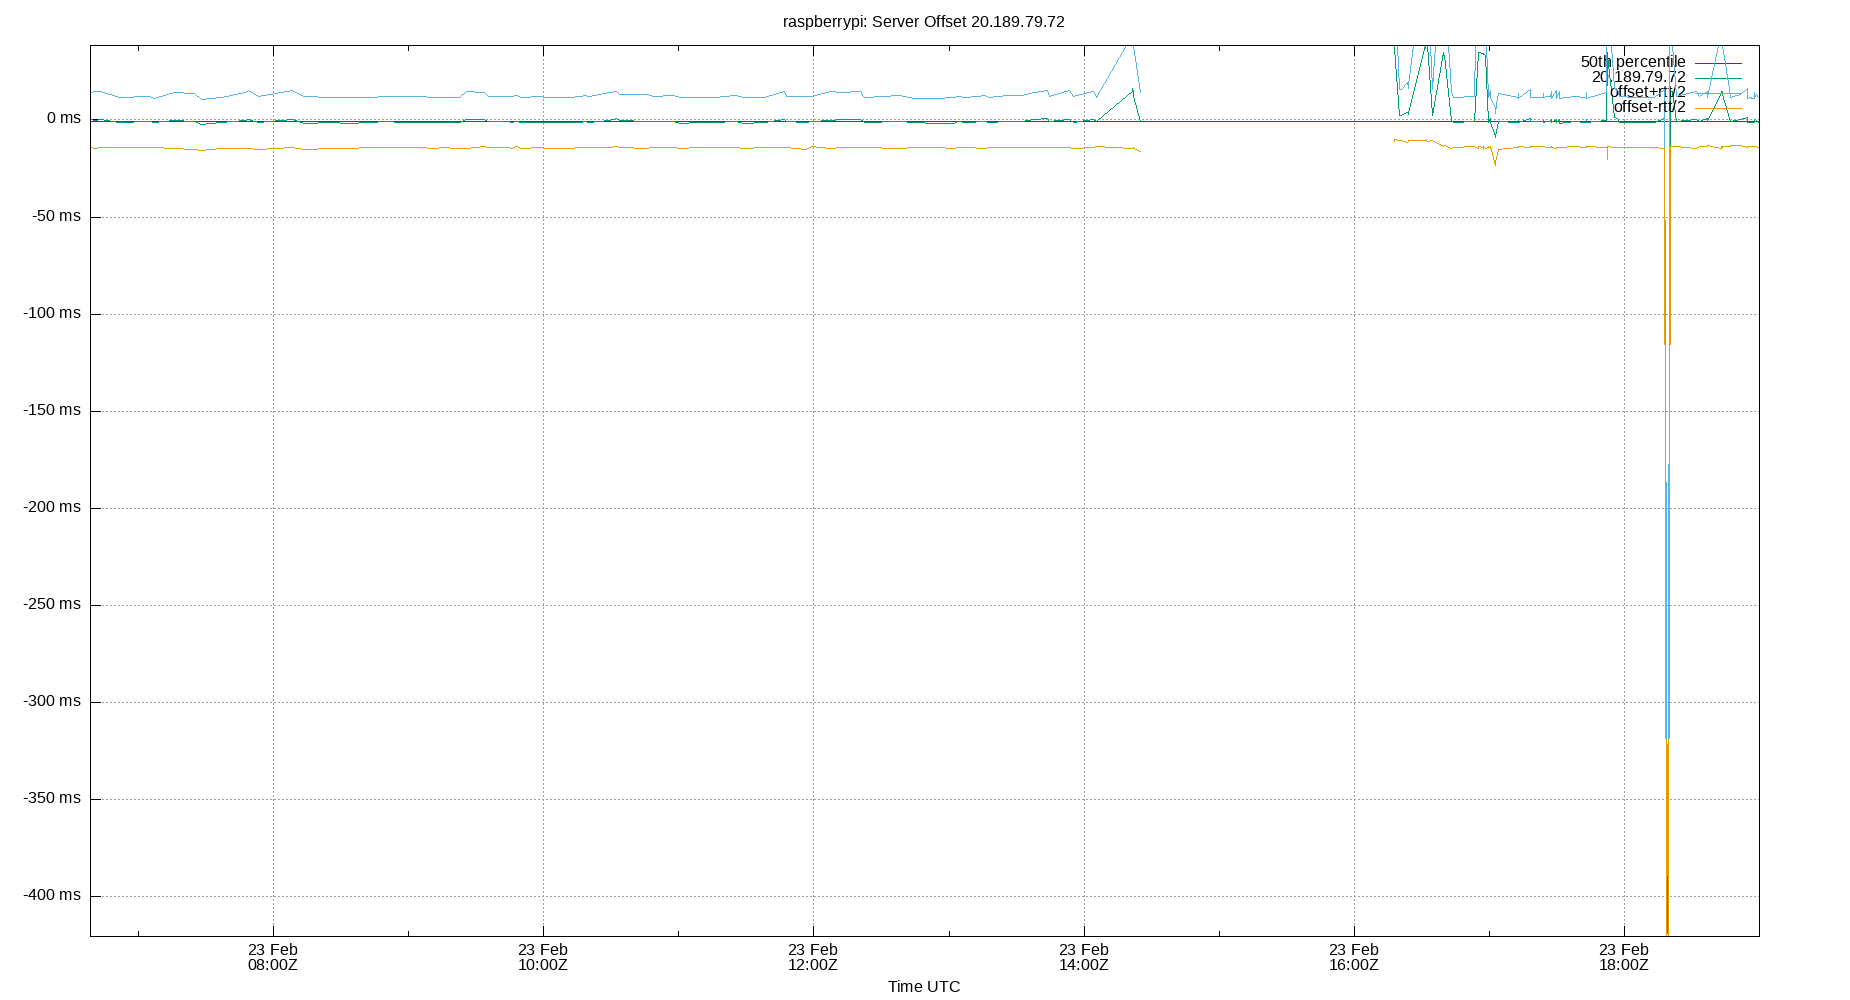 raspberrypi: Server Offset 20.189.79.72
50th percentile
20.189.79.72
offset+rtt/2
offset-rtt/2
0 ms
-50 ms
-100 ms
-150 ms
-200 ms
-250 ms
-300 ms
-350 ms
-400 ms
23 Feb 23 Feb 23 Feb 23 Feb 23 Feb 23 Feb
08:00Z 10:00Z 12:00Z 14:00Z 16:00Z 18:00Z
Time UTC